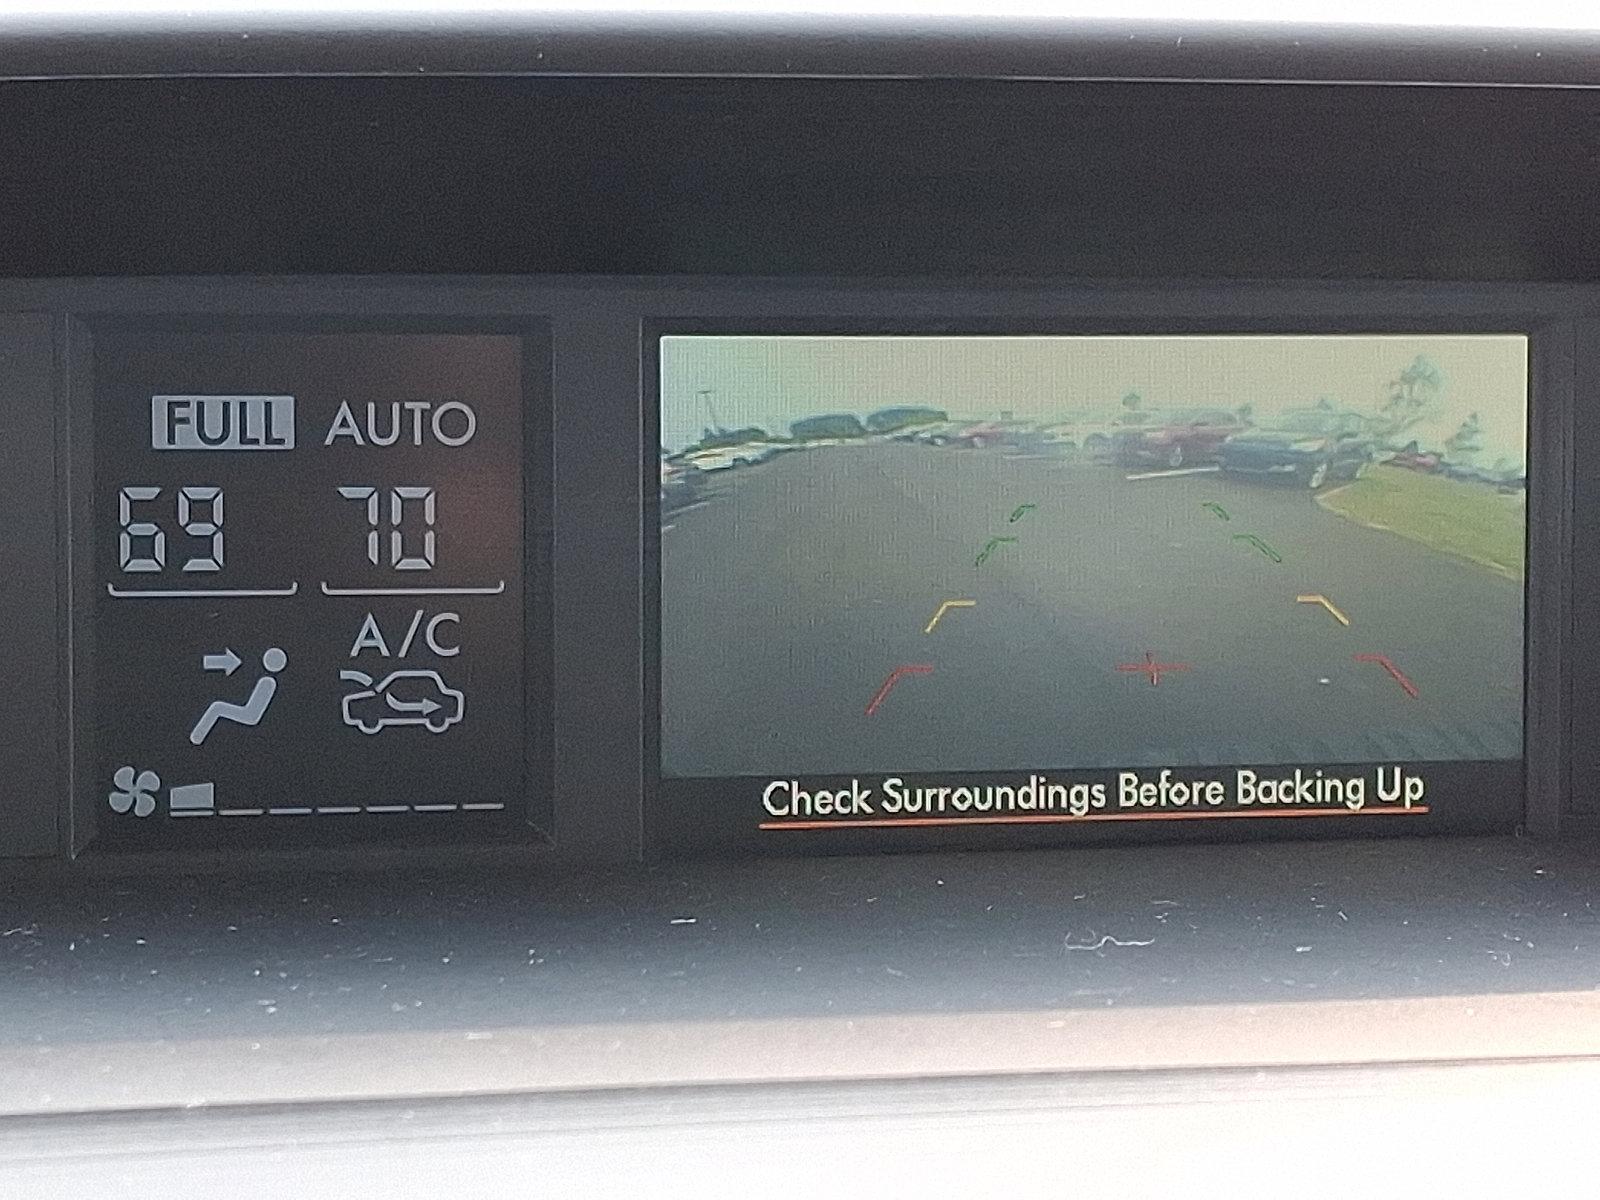 FULL AUTO
69 70
A/C
Check Surroundings Before Backing Up